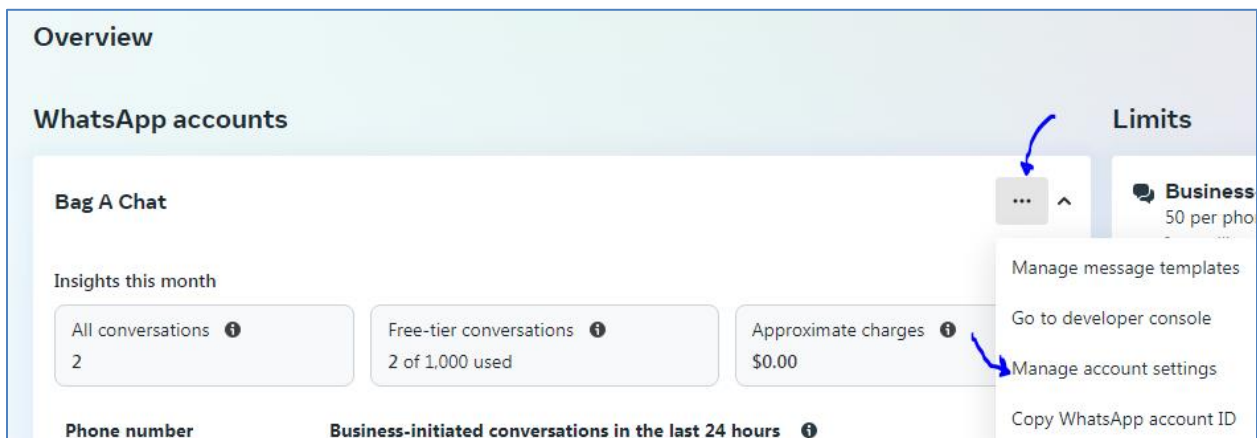 Overview
WhatsApp accounts
Limits
Bag A Chat
Business
50 per pho
Insights this month
Manage message templates
All conversations
Free-tier conversations
Approximate charges
Go to developer console
2
2 of 1,000 used
$0.00
Manage account settings
Copy WhatsApp account ID
Phone number
Business-initiated conversations in the last 24 hours